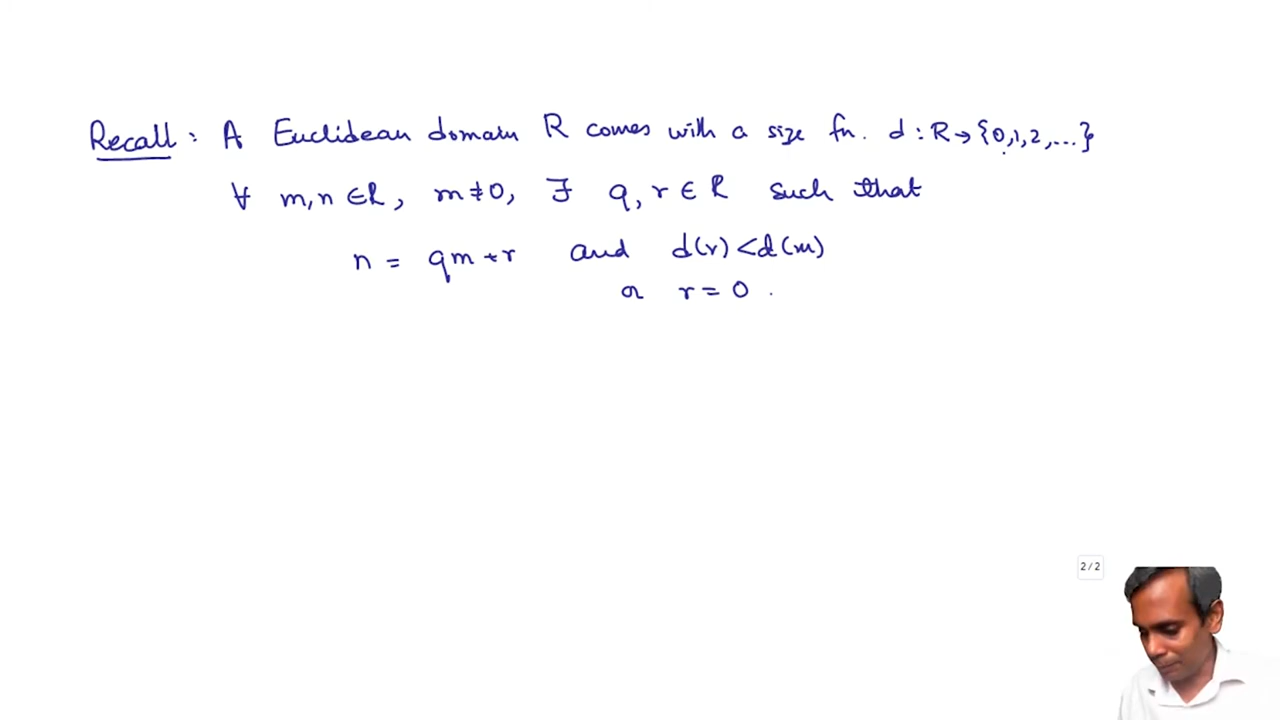 Recall : A Euclidean domain R comes with a size fn. d : R → {0,1,2,...}
∀ m,n ∈ R, m ≠ 0, ∃ q, r ∈ R such that
n = qm + r and d(r) < d(m)
or r = 0 .
2 / 2